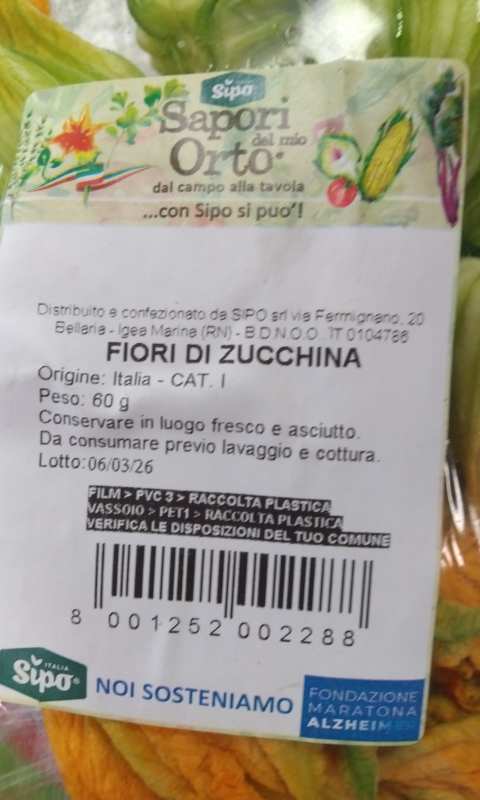 Sipo
Sapori
del mio
Orto®
dal campo alla tavola
...con Sipo si puo'!
Distribuito e confezionato da SIPO srl via Fermignano, 20
Bellaria - Igea Marina (RN) - B.D.N.O.O. IT 0104786
FIORI DI ZUCCHINA
Origine: Italia - CAT. I
Peso: 60 g
Conservare in luogo fresco e asciutto.
Da consumare previo lavaggio e cottura.
Lotto:06/03/26
FILM > PVC 3 > RACCOLTA PLASTICA
VASSOIO > PET1 > RACCOLTA PLASTICA
VERIFICA LE DISPOSIZIONI DEL TUO COMUNE
8 001252 002288
ITALIA
Sipo®
NOI SOSTENIAMO
FONDAZIONE
MARATONA
ALZHEIMER